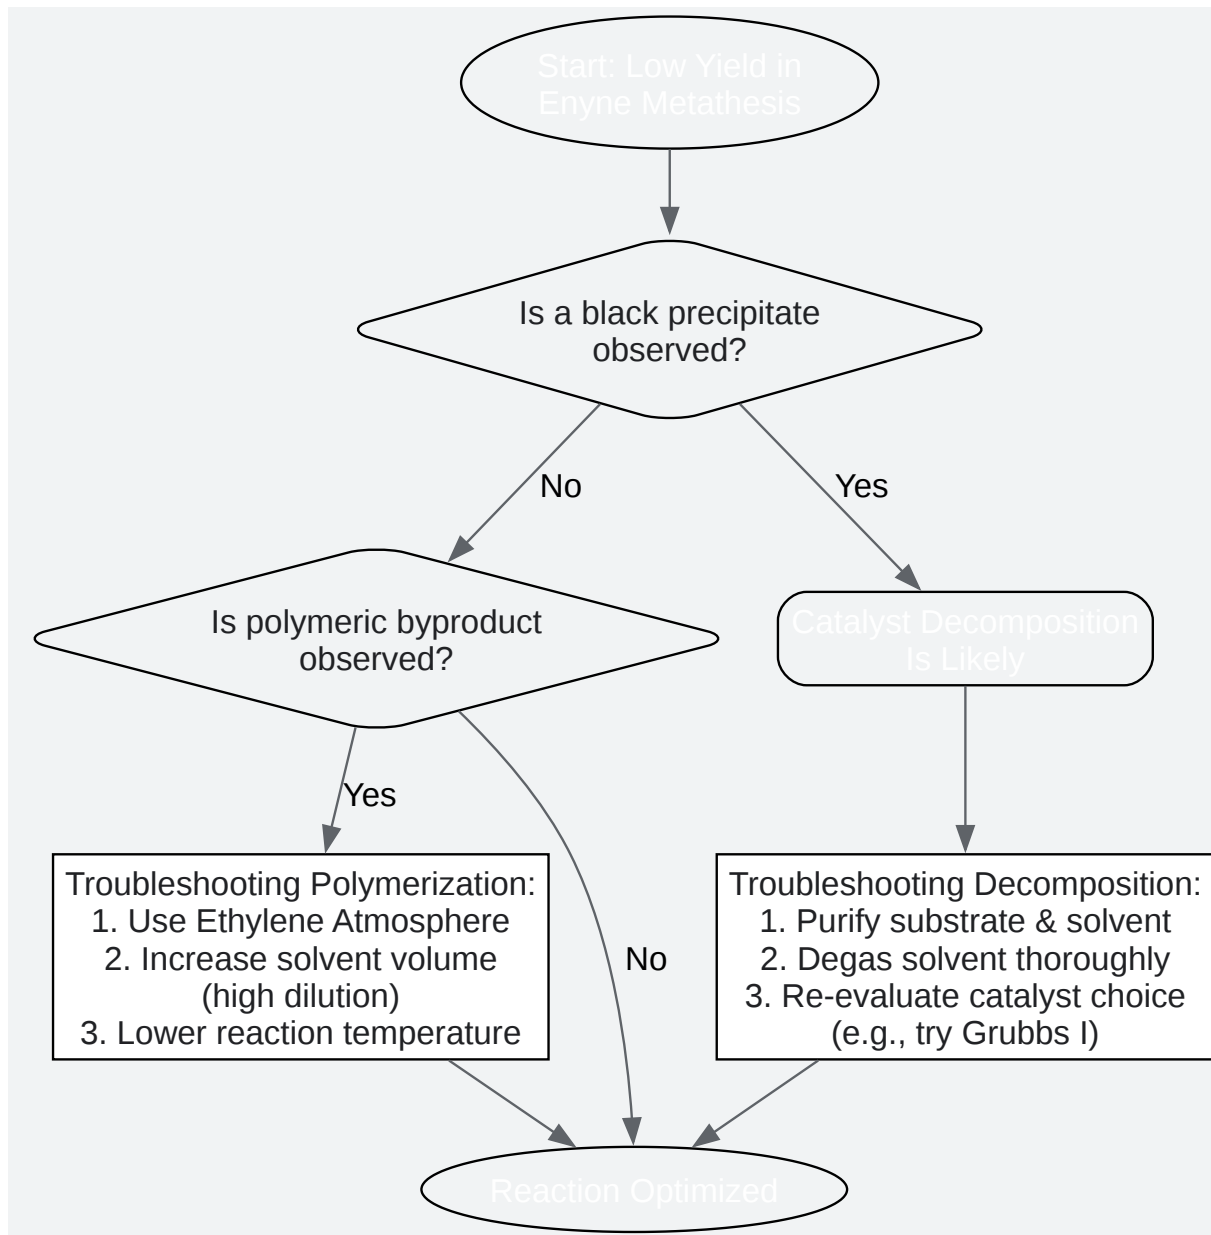 Start: Low Yield in
Enyne Metathesis
Is a black precipitate
observed?
No
Yes
Is polymeric byproduct
observed?
Catalyst Decomposition
Is Likely
Yes
Troubleshooting Polymerization:
1. Use Ethylene Atmosphere
2. Increase solvent volume
(high dilution)
3. Lower reaction temperature
No
Troubleshooting Decomposition:
1. Purify substrate & solvent
2. Degas solvent thoroughly
3. Re-evaluate catalyst choice
(e.g., try Grubbs I)
Reaction Optimized